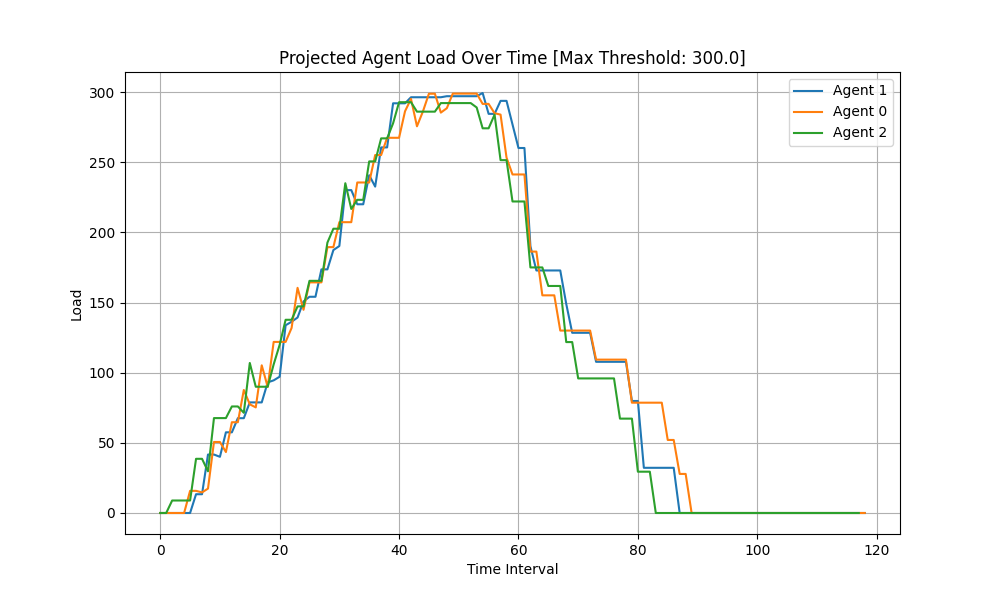 Projected Agent Load Over Time [Max Threshold: 300.0]
Agent 1
Agent 0
Agent 2
300
250
200
150
100
50
0
Load
0 20 40 60 80 100 120
Time Interval